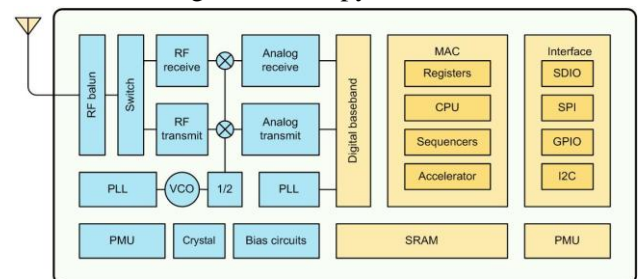 RF balun
Switch
RF
receive
Analog
receive
RF
transmit
Analog
transmit
Digital baseband
PLL
VCO
1/2
PLL
MAC
Registers
CPU
Sequencers
Accelerator
Interface
SDIO
SPI
GPIO
I2C
PMU
Crystal
Bias circuits
SRAM
PMU